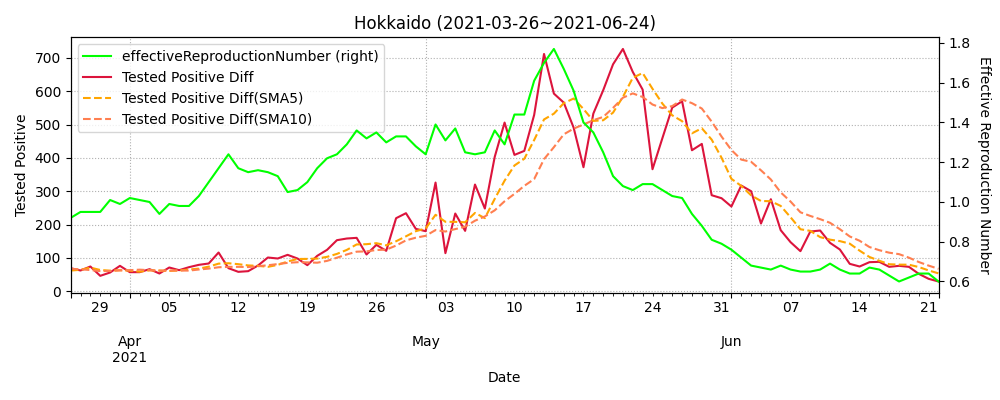 Hokkaido (2021-03-26~2021-06-24)
effectiveReproductionNumber (right)
Tested Positive Diff
Tested Positive Diff(SMA5)
Tested Positive Diff(SMA10)
Tested Positive
700
600
500
400
300
200
100
0
1.8
1.6
1.4
1.2
1.0
0.8
0.6
Effective Reproduction Number
29 05 12 19 26 03 10 17 24 31 07 14 21
Apr May Jun
2021
Date